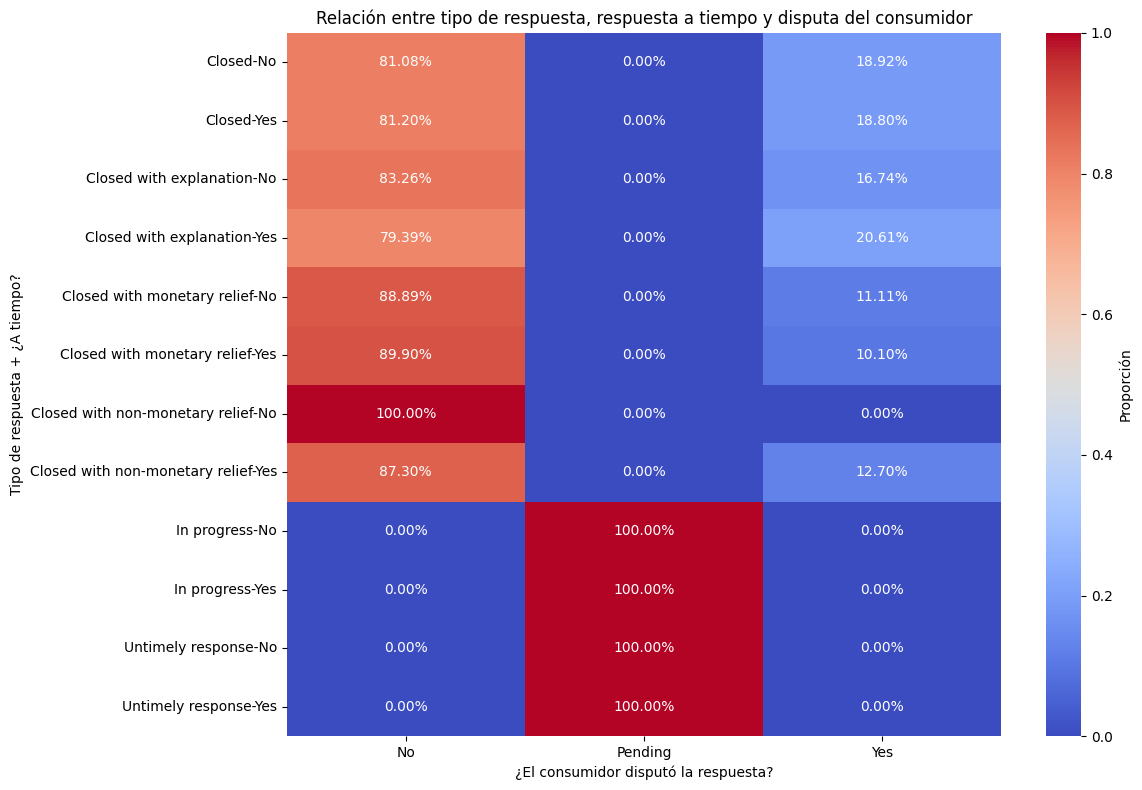 Relación entre tipo de respuesta, respuesta a tiempo y disputa del consumidor
Tipo de respuesta + ¿A tiempo?
Closed-No 81.08% 0.00% 18.92%
Closed-Yes 81.20% 0.00% 18.80%
Closed with explanation-No 83.26% 0.00% 16.74%
Closed with explanation-Yes 79.39% 0.00% 20.61%
Closed with monetary relief-No 88.89% 0.00% 11.11%
Closed with monetary relief-Yes 89.90% 0.00% 10.10%
Closed with non-monetary relief-No 100.00% 0.00% 0.00%
Closed with non-monetary relief-Yes 87.30% 0.00% 12.70%
In progress-No 0.00% 100.00% 0.00%
In progress-Yes 0.00% 100.00% 0.00%
Untimely response-No 0.00% 100.00% 0.00%
Untimely response-Yes 0.00% 100.00% 0.00%
No Pending Yes
¿El consumidor disputó la respuesta?
1.0
0.8
0.6
0.4
0.2
0.0
Proporción